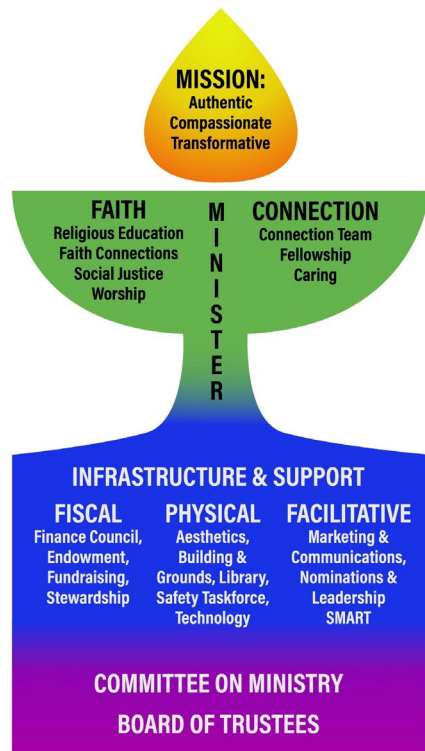 MISSION:
Authentic
Compassionate
Transformative
FAITH
Religious Education
Faith Connections
Social Justice
Worship
MINISTER
CONNECTION
Connection Team
Fellowship
Caring
INFRASTRUCTURE & SUPPORT
FISCAL
Finance Council,
Endowment,
Fundraising,
Stewardship
PHYSICAL
Aesthetics,
Building &
Grounds, Library,
Safety Taskforce,
Technology
FACILITATIVE
Marketing &
Communications,
Nominations &
Leadership
SMART
COMMITTEE ON MINISTRY
BOARD OF TRUSTEES